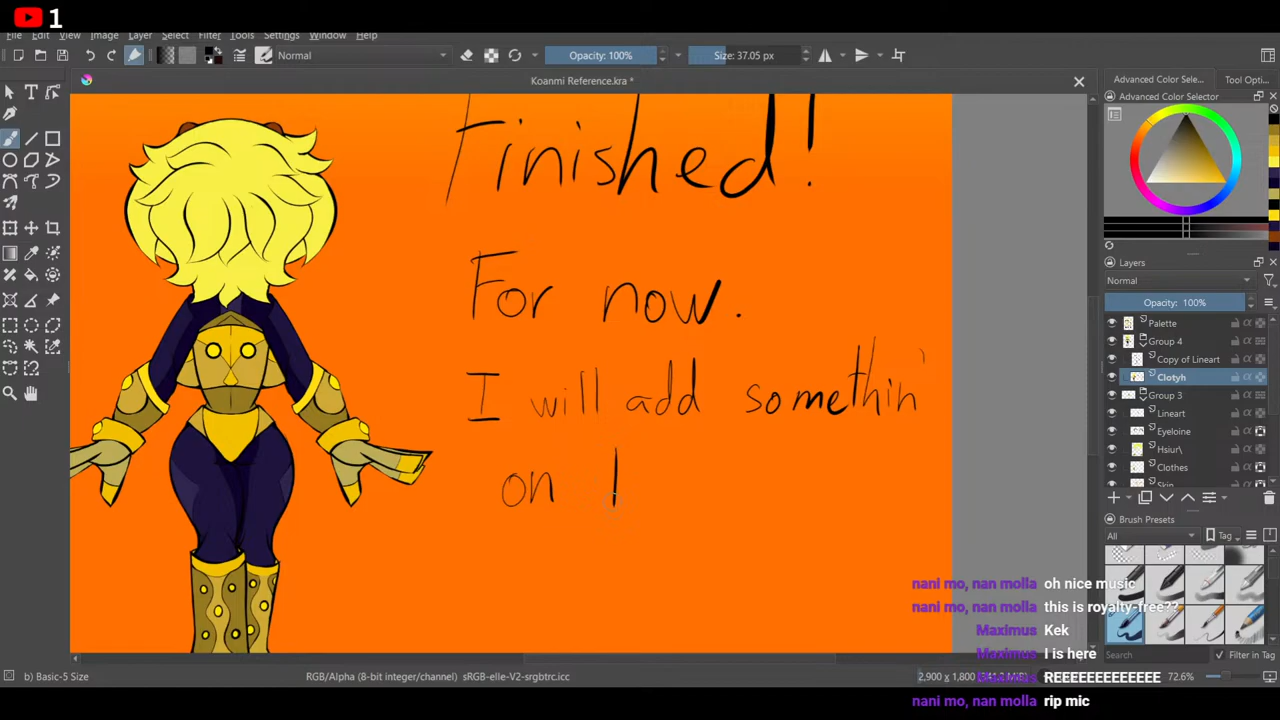 1
File Edit View Image Layer Select Filter Tools Settings Window Help
Normal Opacity: 100% Size: 37.05 px
Koanmi Reference.kra *
Advanced Color Sele... Tool Opti...
Advanced Color Selector
Finished!
For now.
I will add somethin'
on
Layers
Normal
Opacity: 100%
Palette
Group 4
Copy of Lineart
Clotyh
Group 3
Lineart
Eyeloine
Hsiur\
Clothes
Skin
Brush Presets
All Tag
Search Filter in Tag
nani mo, nan molla oh nice music
nani mo, nan molla this is royalty-free??
Maximus Kek
Maximus I is here
Maximus REEEEEEEEEEEEE
nani mo, nan molla rip mic
b) Basic-5 Size RGB/Alpha (8-bit integer/channel) sRGB-elle-V2-srgbtrc.icc 2,900 x 1,800 72.6%